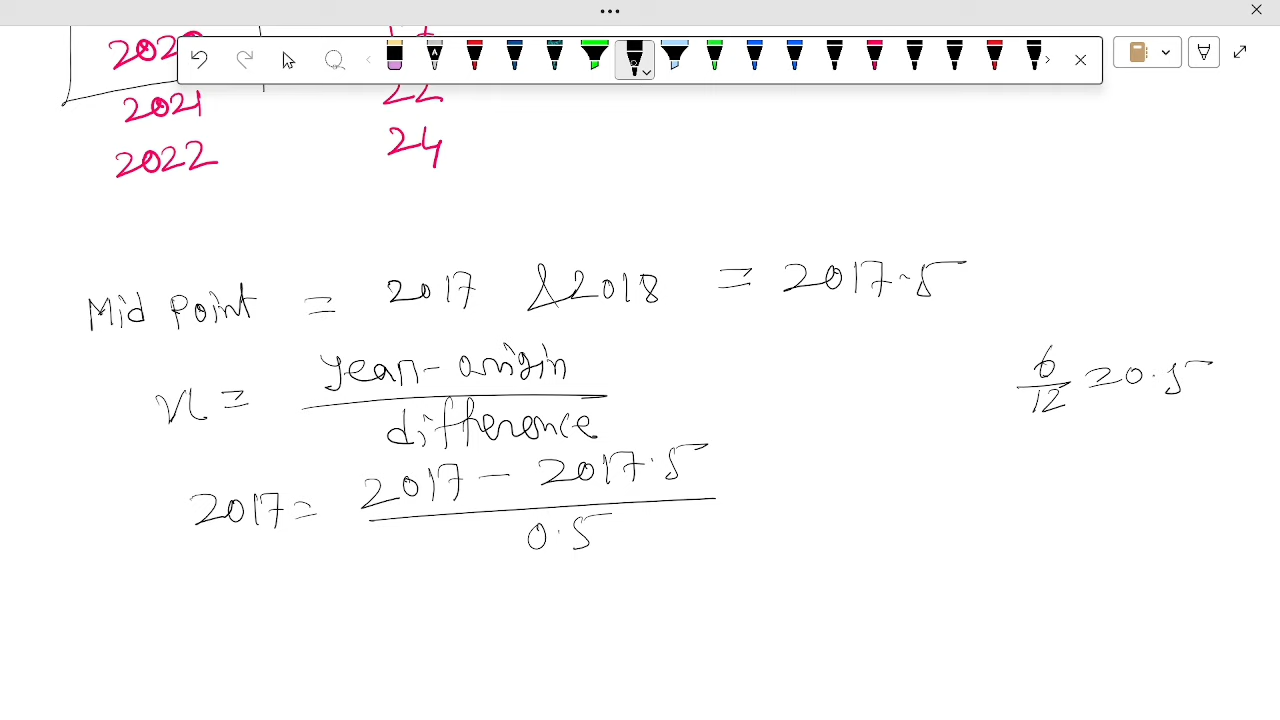 2020
2021 22
2022 24
Mid Point = 2017 & 2018 = 2017.5
x = year - origin / difference
6/12 = 0.5
2017 = 2017 - 2017.5 / 0.5